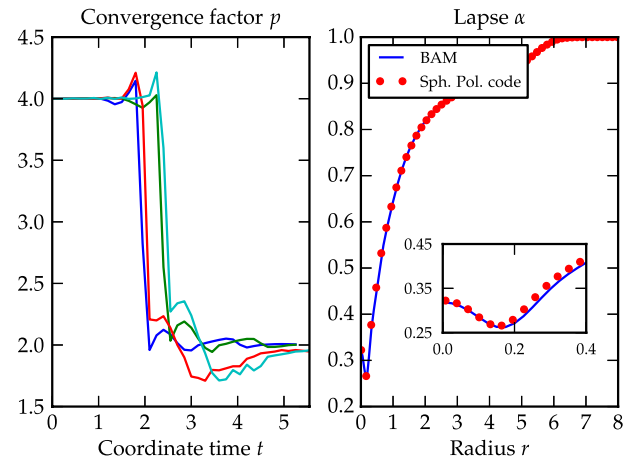 Convergence factor p
4.5
4.0
3.5
3.0
2.5
2.0
1.5
0 1 2 3 4 5
Coordinate time t
Lapse α
1.0
0.9
0.8
0.7
0.6
0.5
0.4
0.3
0.2
BAM
Sph. Pol. code
0.45
0.35
0.25
0.0 0.2 0.4
0 1 2 3 4 5 6 7 8
Radius r